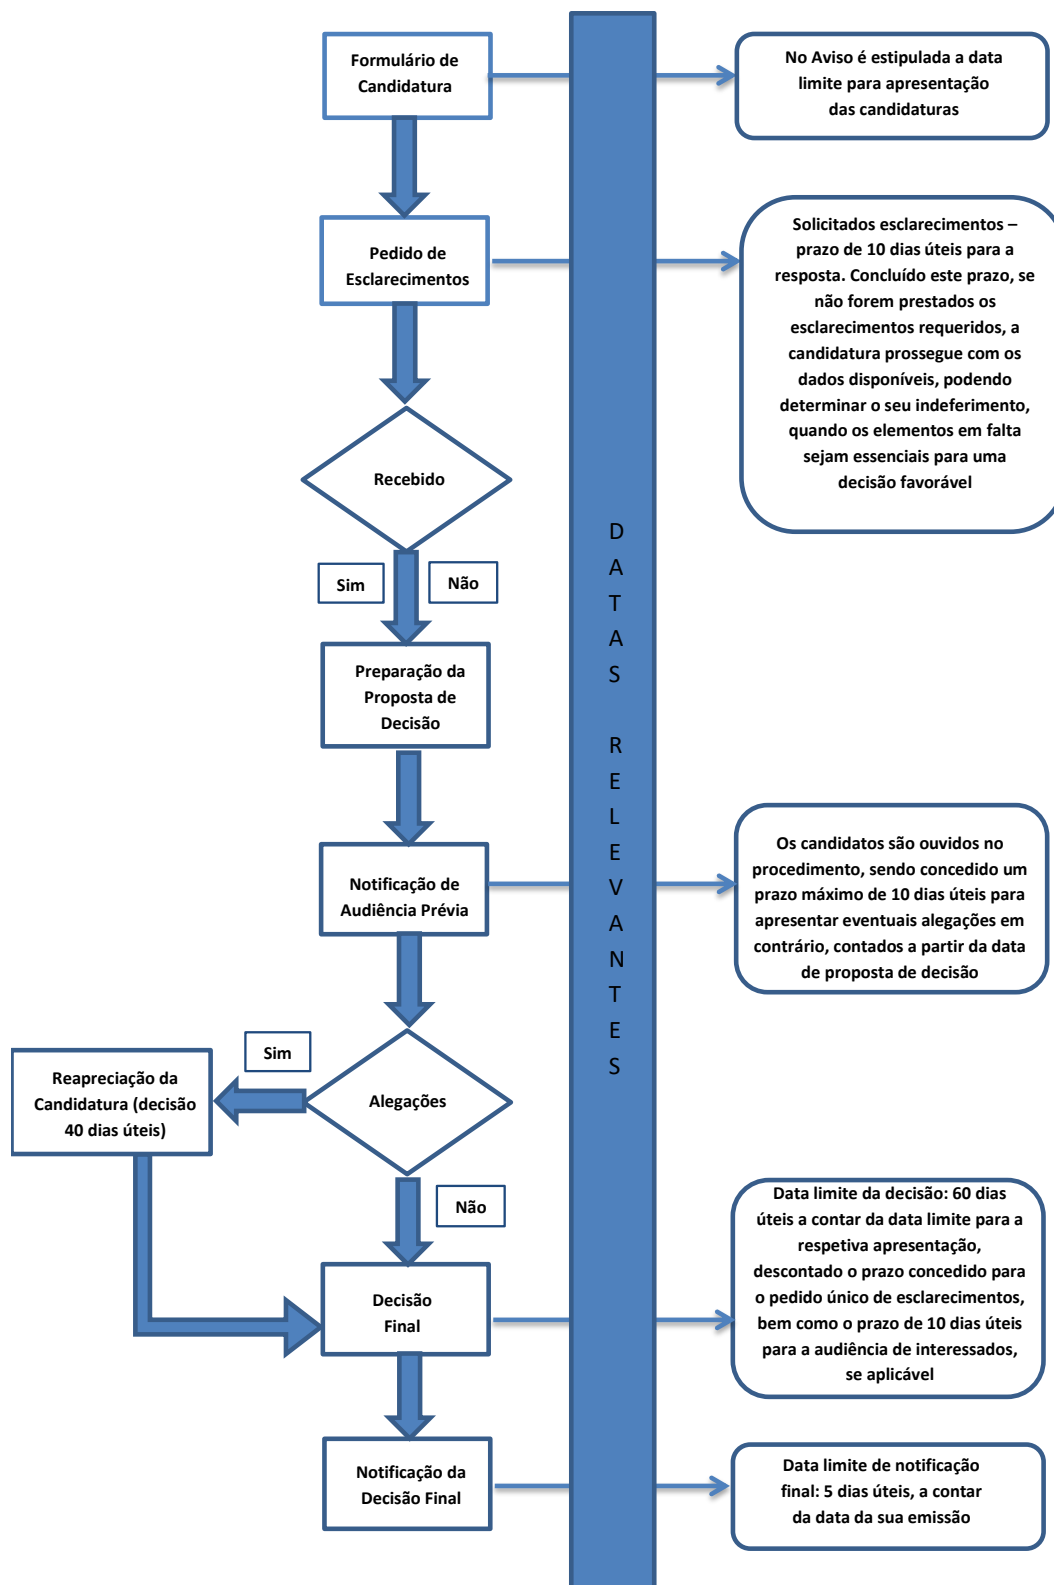 Formulário de
Candidatura
No Aviso é estipulada a data
limite para apresentação
das candidaturas
Pedido de
Esclarecimentos
Solicitados esclarecimentos –
prazo de 10 dias úteis para a
resposta. Concluído este prazo, se
não forem prestados os
esclarecimentos requeridos, a
candidatura prossegue com os
dados disponíveis, podendo
determinar o seu indeferimento,
quando os elementos em falta
sejam essenciais para uma
decisão favorável
Recebido
Sim
Não
Preparação da
Proposta de
Decisão
DATAS RELEVANTES
Notificação de
Audiência Prévia
Os candidatos são ouvidos no
procedimento, sendo concedido um
prazo máximo de 10 dias úteis para
apresentar eventuais alegações em
contrário, contados a partir da data
de proposta de decisão
Alegações
Sim
Reapreciação da
Candidatura (decisão
40 dias úteis)
Não
Decisão
Final
Data limite da decisão: 60 dias
úteis a contar da data limite para a
respetiva apresentação,
descontado o prazo concedido para
o pedido único de esclarecimentos,
bem como o prazo de 10 dias úteis
para a audiência de interessados,
se aplicável
Notificação da
Decisão Final
Data limite de notificação
final: 5 dias úteis, a contar
da data da sua emissão